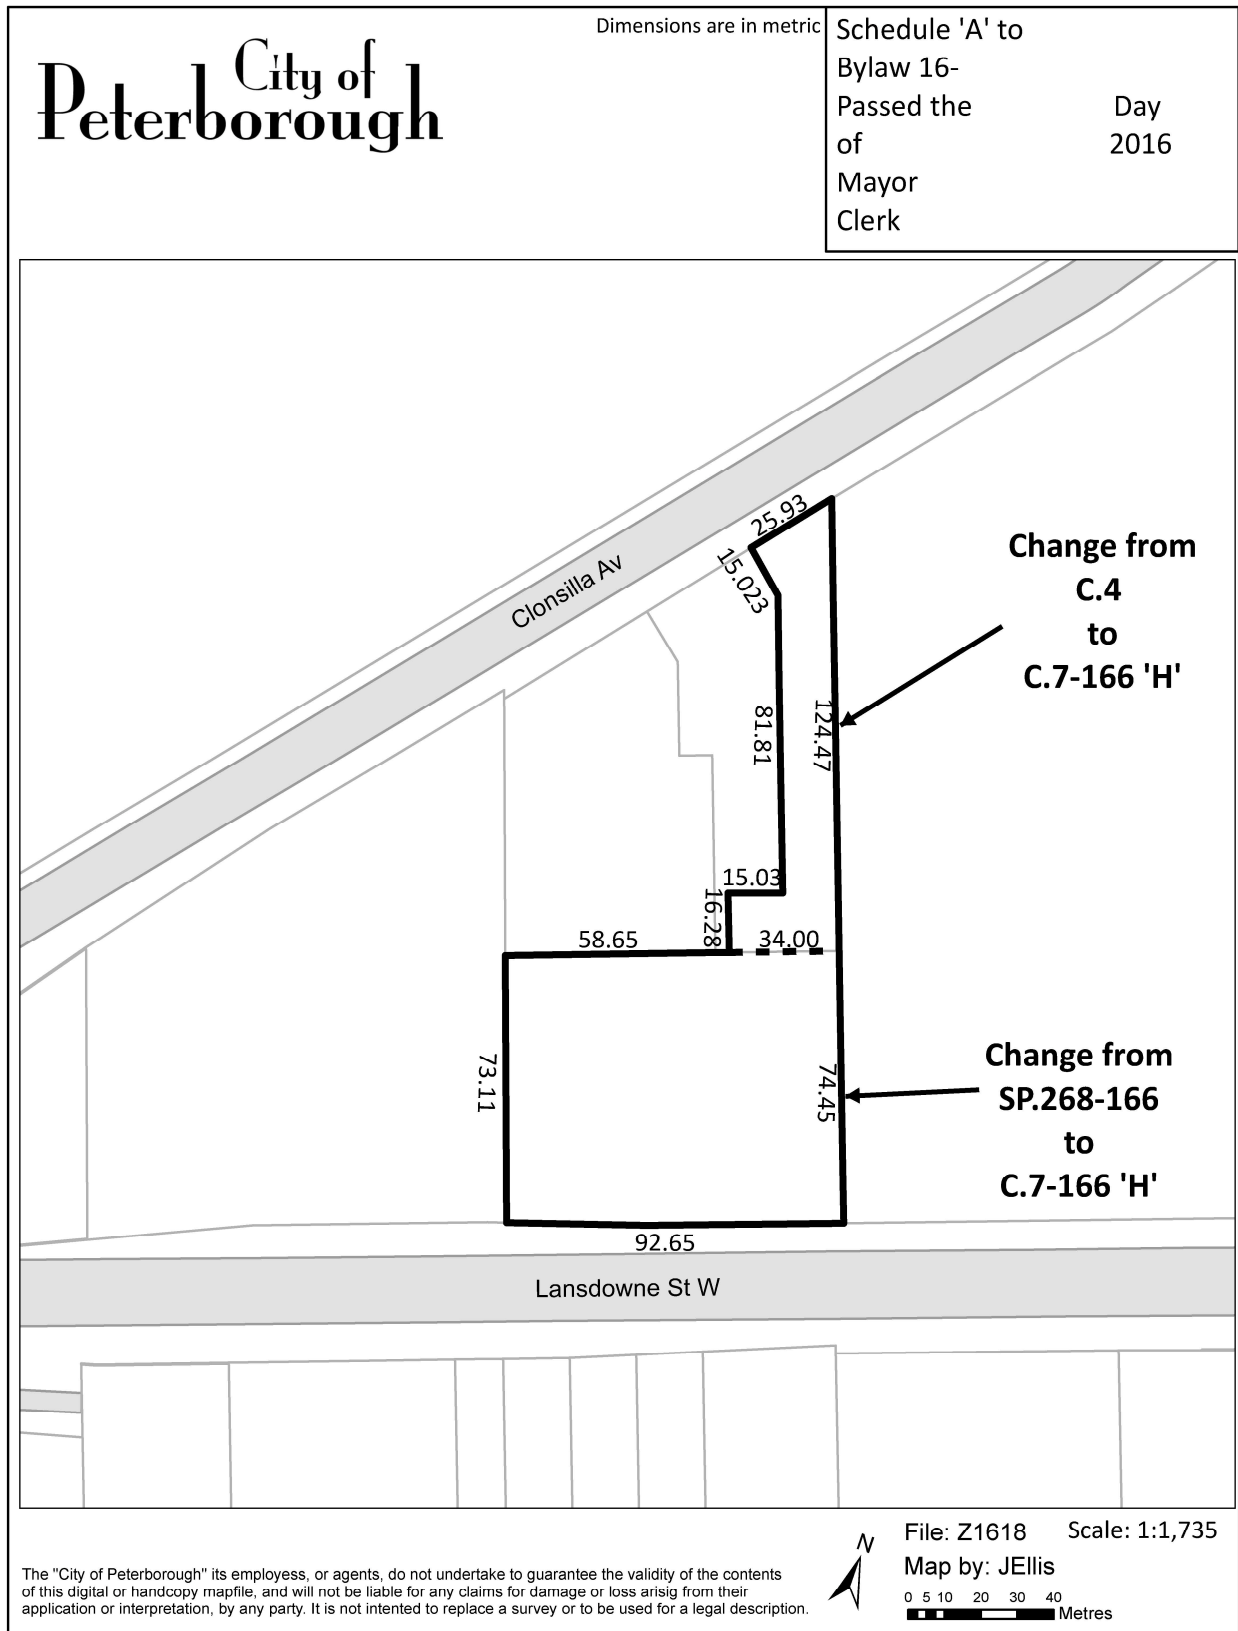 City of
Peterborough
Dimensions are in metric
Schedule 'A' to
Bylaw 16-
Passed the Day
of 2016
Mayor
Clerk
25.93
15.023
Clonsilla Av
Change from
C.4
to
C.7-166 'H'
81.81
124.47
15.03
16.28
58.65
34.00
73.11
74.45
Change from
SP.268-166
to
C.7-166 'H'
92.65
Lansdowne St W
The "City of Peterborough" its employess, or agents, do not undertake to guarantee the validity of the contents
of this digital or handcopy mapfile, and will not be liable for any claims for damage or loss arisig from their
application or interpretation, by any party. It is not intended to replace a survey or to be used for a legal description.
N
File: Z1618 Scale: 1:1,735
Map by: JEllis
0 5 10 20 30 40
Metres